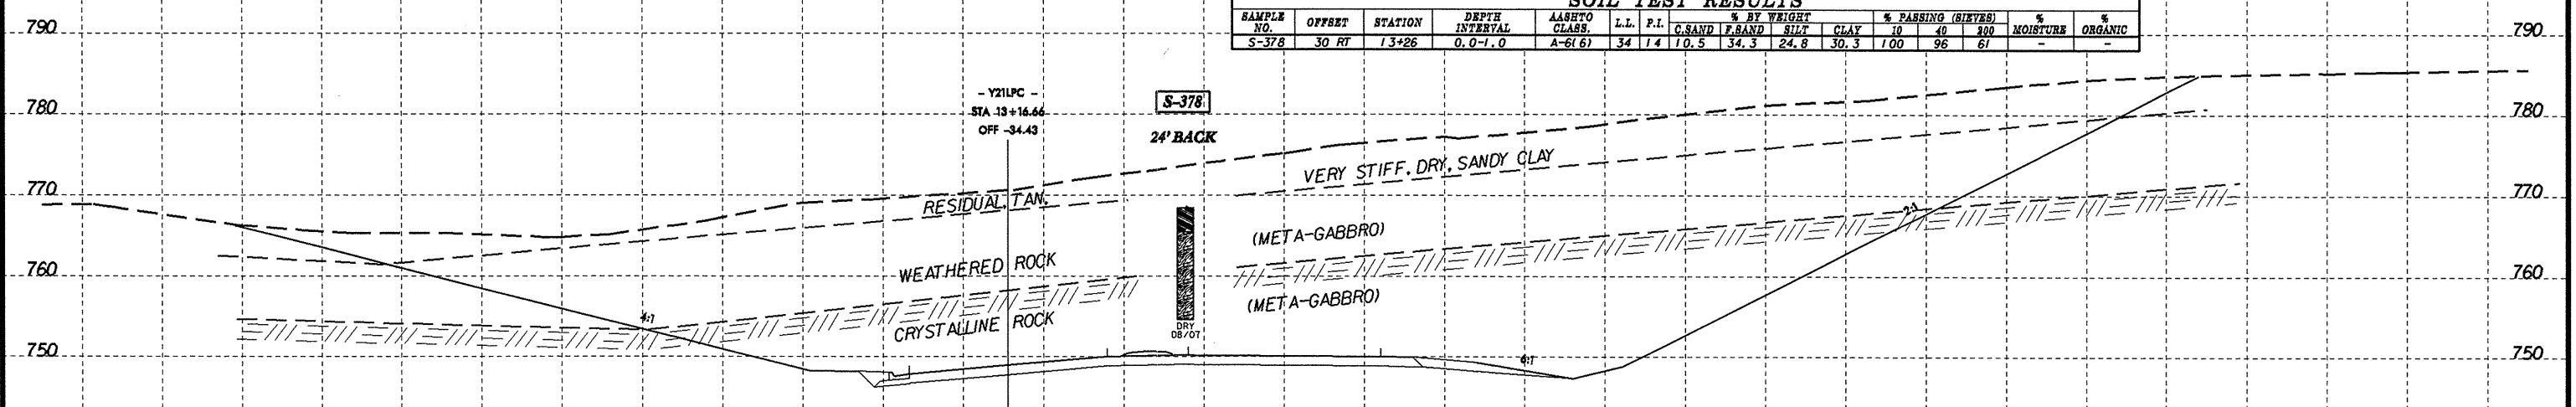 SOIL TEST RESULTS
SAMPLE NO. OFFSET STATION DEPTH INTERVAL AASHTO CLASS. L.L. P.I. % BY WEIGHT C.SAND F.SAND SILT CLAY % PASSING (SIEVES) 10 40 200 % MOISTURE % ORGANIC
S-378 30 RT 13+26 0.0-1.0 A-6(6) 34 14 10.5 34.3 24.8 30.3 100 96 61 - -
790 790
- Y21LPC -
STA 13+16.66
OFF -34.43
S-378
24' BACK
780 780
VERY STIFF, DRY, SANDY CLAY
770 770
RESIDUAL, TAN,
2:1
(META-GABBRO)
WEATHERED ROCK
760 760
(META-GABBRO)
4:1
CRYSTALLINE ROCK
DRY
08/07
750 750
6:1